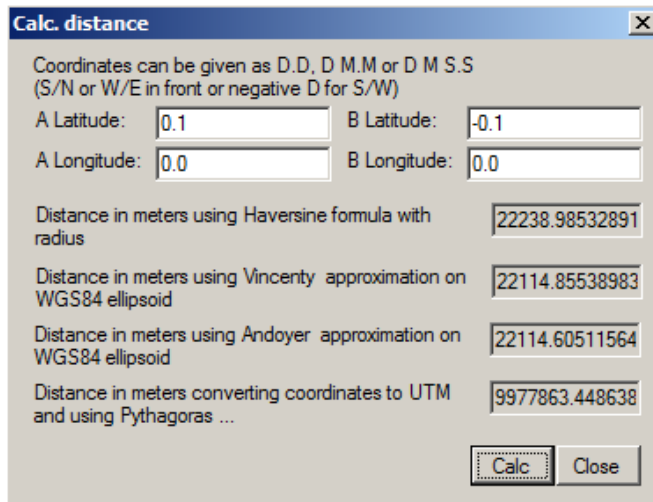 Calc. distance
Coordinates can be given as D.D, D M.M or D M S.S
(S/N or W/E in front or negative D for S/W)
A Latitude: 0.1 B Latitude: -0.1
A Longitude: 0.0 B Longitude: 0.0
Distance in meters using Haversine formula with
radius
22238.98532891
Distance in meters using Vincenty approximation on
WGS84 ellipsoid
22114.85538983
Distance in meters using Andoyer approximation on
WGS84 ellipsoid
22114.60511564
Distance in meters converting coordinates to UTM
and using Pythagoras ...
9977863.448638
Calc Close